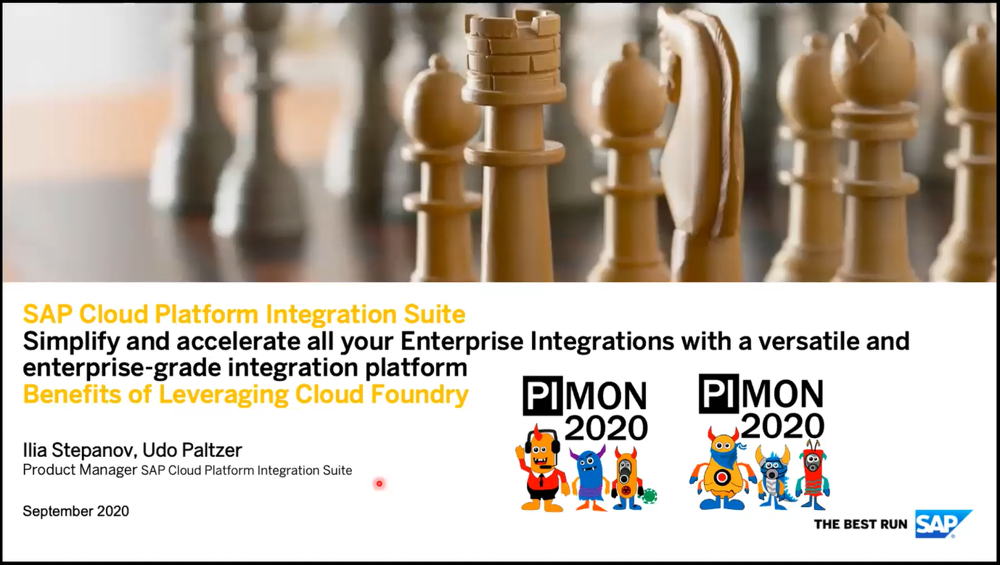 SAP Cloud Platform Integration Suite
Simplify and accelerate all your Enterprise Integrations with a versatile and
enterprise-grade integration platform
Benefits of Leveraging Cloud Foundry
PIMON
2020
PIMON
2020
Ilia Stepanov, Udo Paltzer
Product Manager SAP Cloud Platform Integration Suite
September 2020
THE BEST RUN SAP